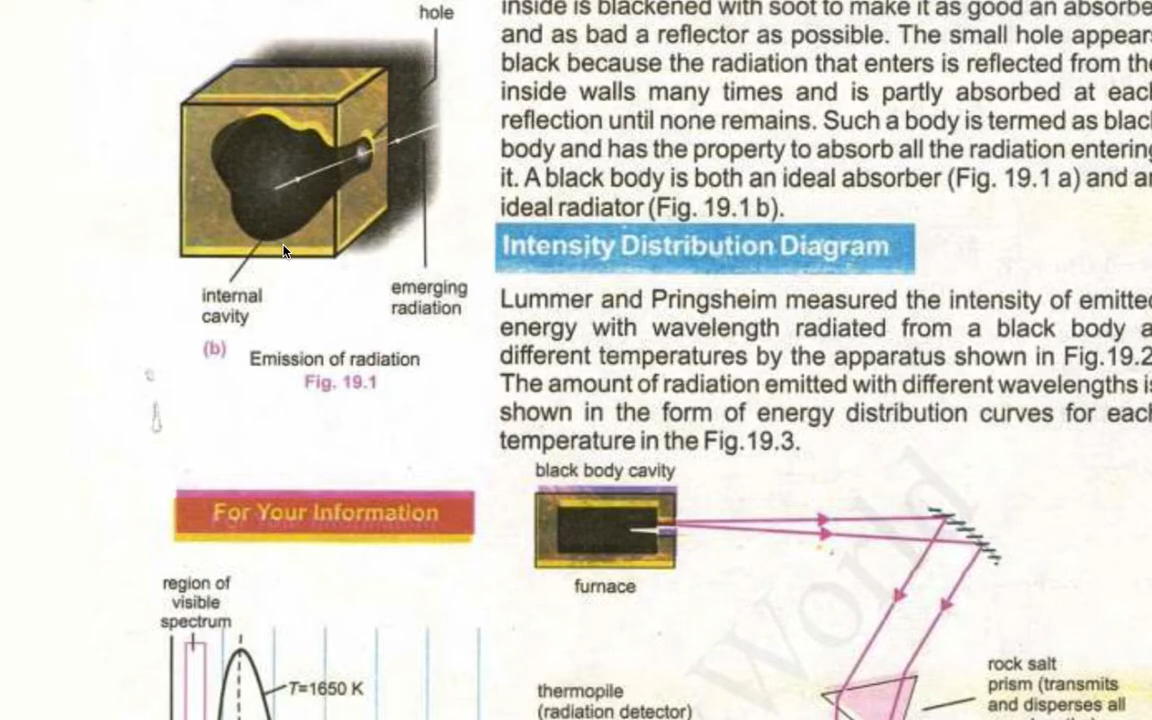 hole
internal
cavity
emerging
radiation
(b)
Emission of radiation
Fig. 19.1
For Your Information
region of
visible
spectrum
T=1650 K
inside is blackened with soot to make it as good an absorbe
and as bad a reflector as possible. The small hole appears
black because the radiation that enters is reflected from the
inside walls many times and is partly absorbed at each
reflection until none remains. Such a body is termed as blac
body and has the property to absorb all the radiation entering
it. A black body is both an ideal absorber (Fig. 19.1 a) and an
ideal radiator (Fig. 19.1 b).
Intensity Distribution Diagram
Lummer and Pringsheim measured the intensity of emitted
energy with wavelength radiated from a black body a
different temperatures by the apparatus shown in Fig.19.2
The amount of radiation emitted with different wavelengths is
shown in the form of energy distribution curves for each
temperature in the Fig.19.3.
black body cavity
furnace
thermopile
(radiation detector)
rock salt
prism (transmits
and disperses all
World